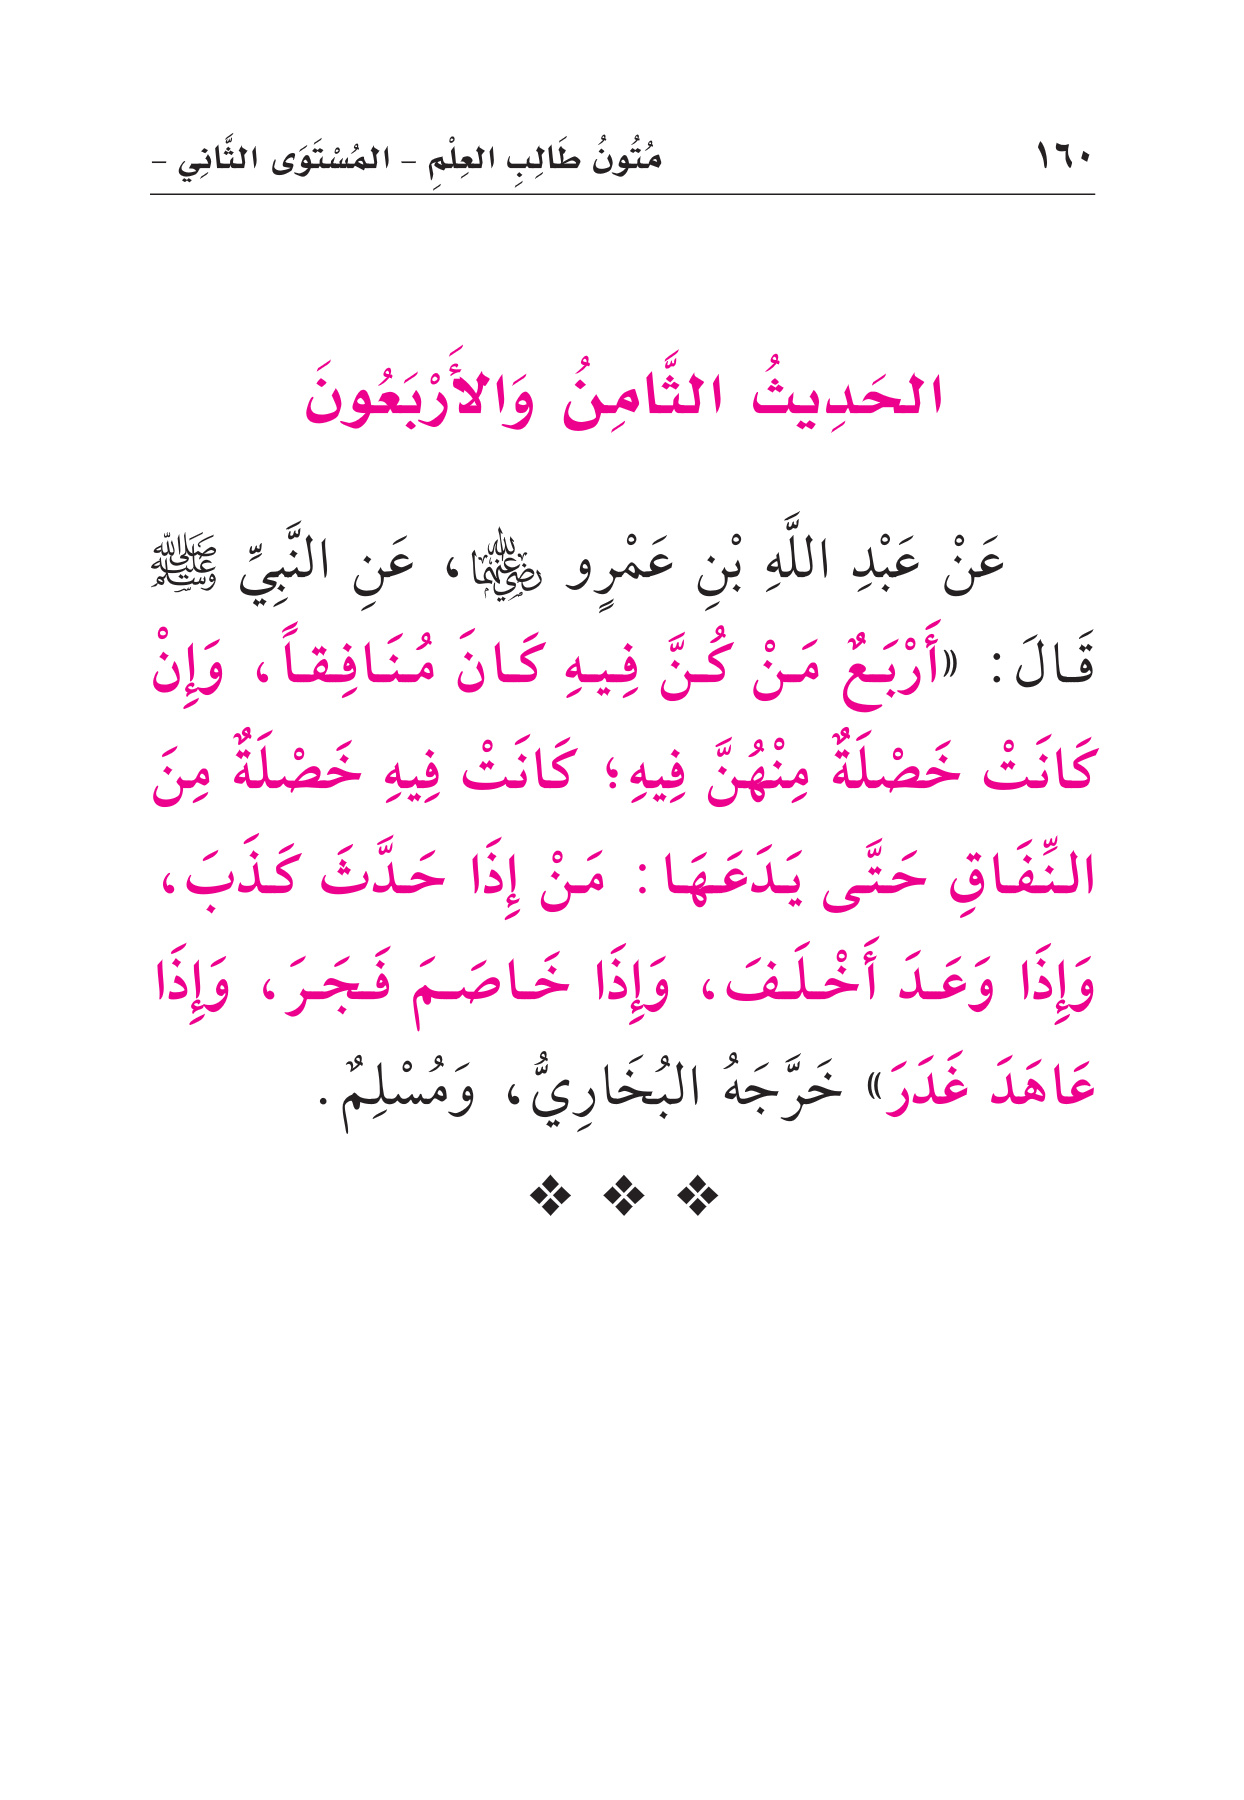 ١٦٠
مُتُونُ طَالِبِ العِلْمِ – المُسْتَوَى الثَّانِي –
الحَدِيثُ الثَّامِنُ وَالأَرْبَعُونَ
عَنْ عَبْدِ اللَّهِ بْنِ عَمْرٍو رضي الله عنهما، عَنِ النَّبِيِّ ﷺ
قَالَ: «أَرْبَعٌ مَنْ كُنَّ فِيهِ كَانَ مُنَافِقاً، وَإِنْ
كَانَتْ خَصْلَةٌ مِنْهُنَّ فِيهِ؛ كَانَتْ فِيهِ خَصْلَةٌ مِنَ
النِّفَاقِ حَتَّى يَدَعَهَا: مَنْ إِذَا حَدَّثَ كَذَبَ،
وَإِذَا وَعَدَ أَخْلَفَ، وَإِذَا خَاصَمَ فَجَرَ، وَإِذَا
عَاهَدَ غَدَرَ» خَرَّجَهُ البُخَارِيُّ، وَمُسْلِمٌ.